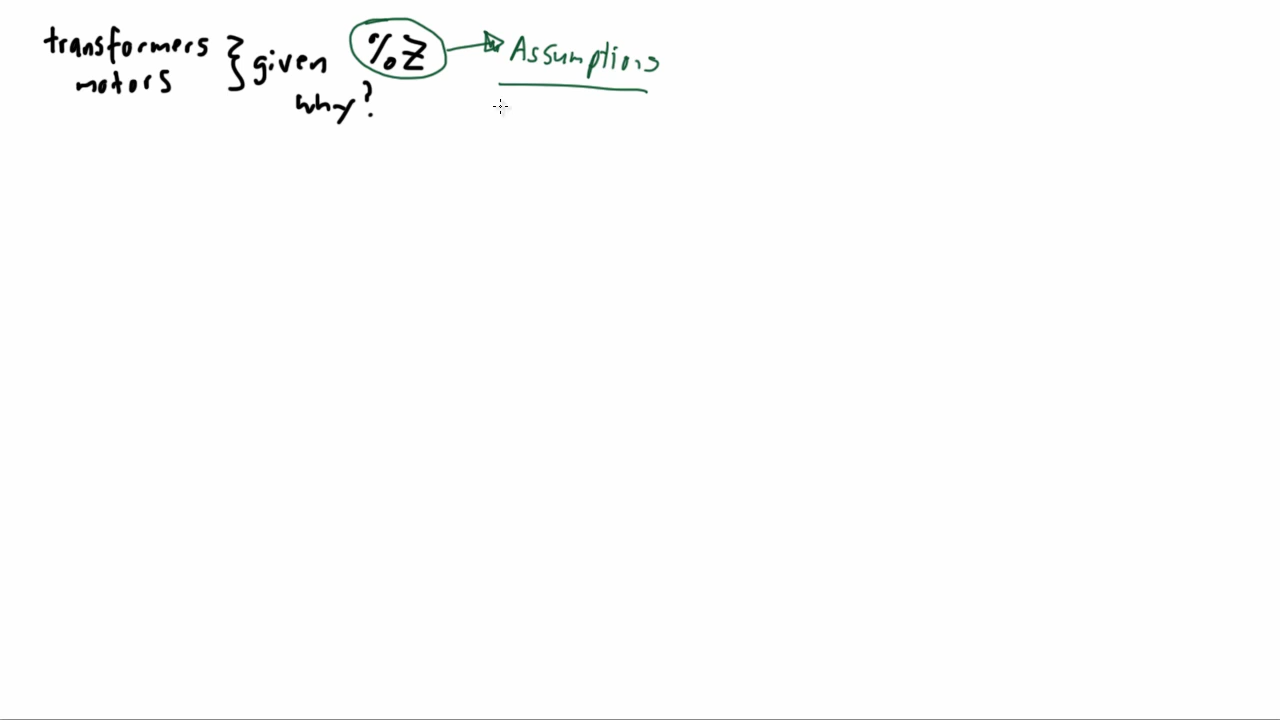 transformers
motors
} given %Z → Assumptions
why?